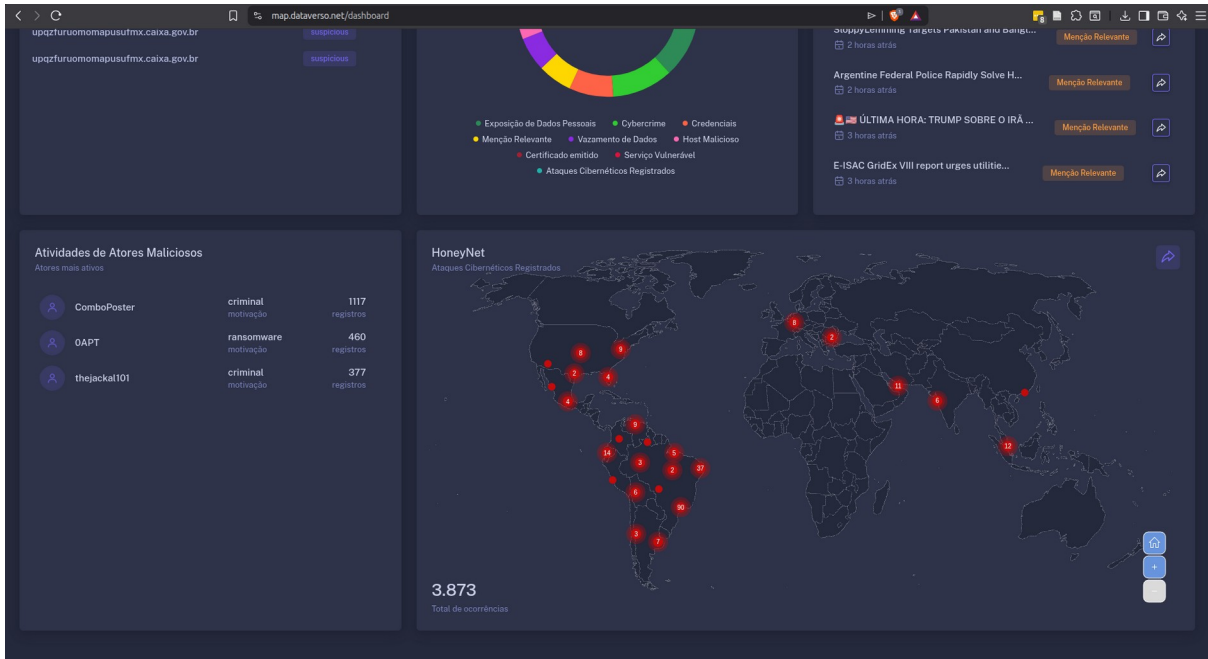 map.dataverso.net/dashboard
upqzfuruomomapusufmx.caixa.gov.br
suspicious
upqzfuruomomapusufmx.caixa.gov.br
suspicious
Exposição de Dados Pessoais
Cybercrime
Credenciais
Menção Relevante
Vazamento de Dados
Host Malicioso
Certificado emitido
Serviço Vulnerável
Ataques Cibernéticos Registrados
SloppyLemming Targets Pakistan and Bangl...
2 horas atrás
Menção Relevante
Argentine Federal Police Rapidly Solve H...
2 horas atrás
Menção Relevante
🚨🇺🇸 ÚLTIMA HORA: TRUMP SOBRE O IRÃ ...
3 horas atrás
Menção Relevante
E-ISAC GridEx VIII report urges utilitie...
3 horas atrás
Menção Relevante
Atividades de Atores Maliciosos
Atores mais ativos
ComboPoster
criminal
motivação
1117
registros
0APT
ransomware
motivação
460
registros
thejackal101
criminal
motivação
377
registros
HoneyNet
Ataques Cibernéticos Registrados
8
2
8
9
2
4
4
11
6
9
12
14
5
3
2
37
6
90
3
7
3.873
Total de ocorrências